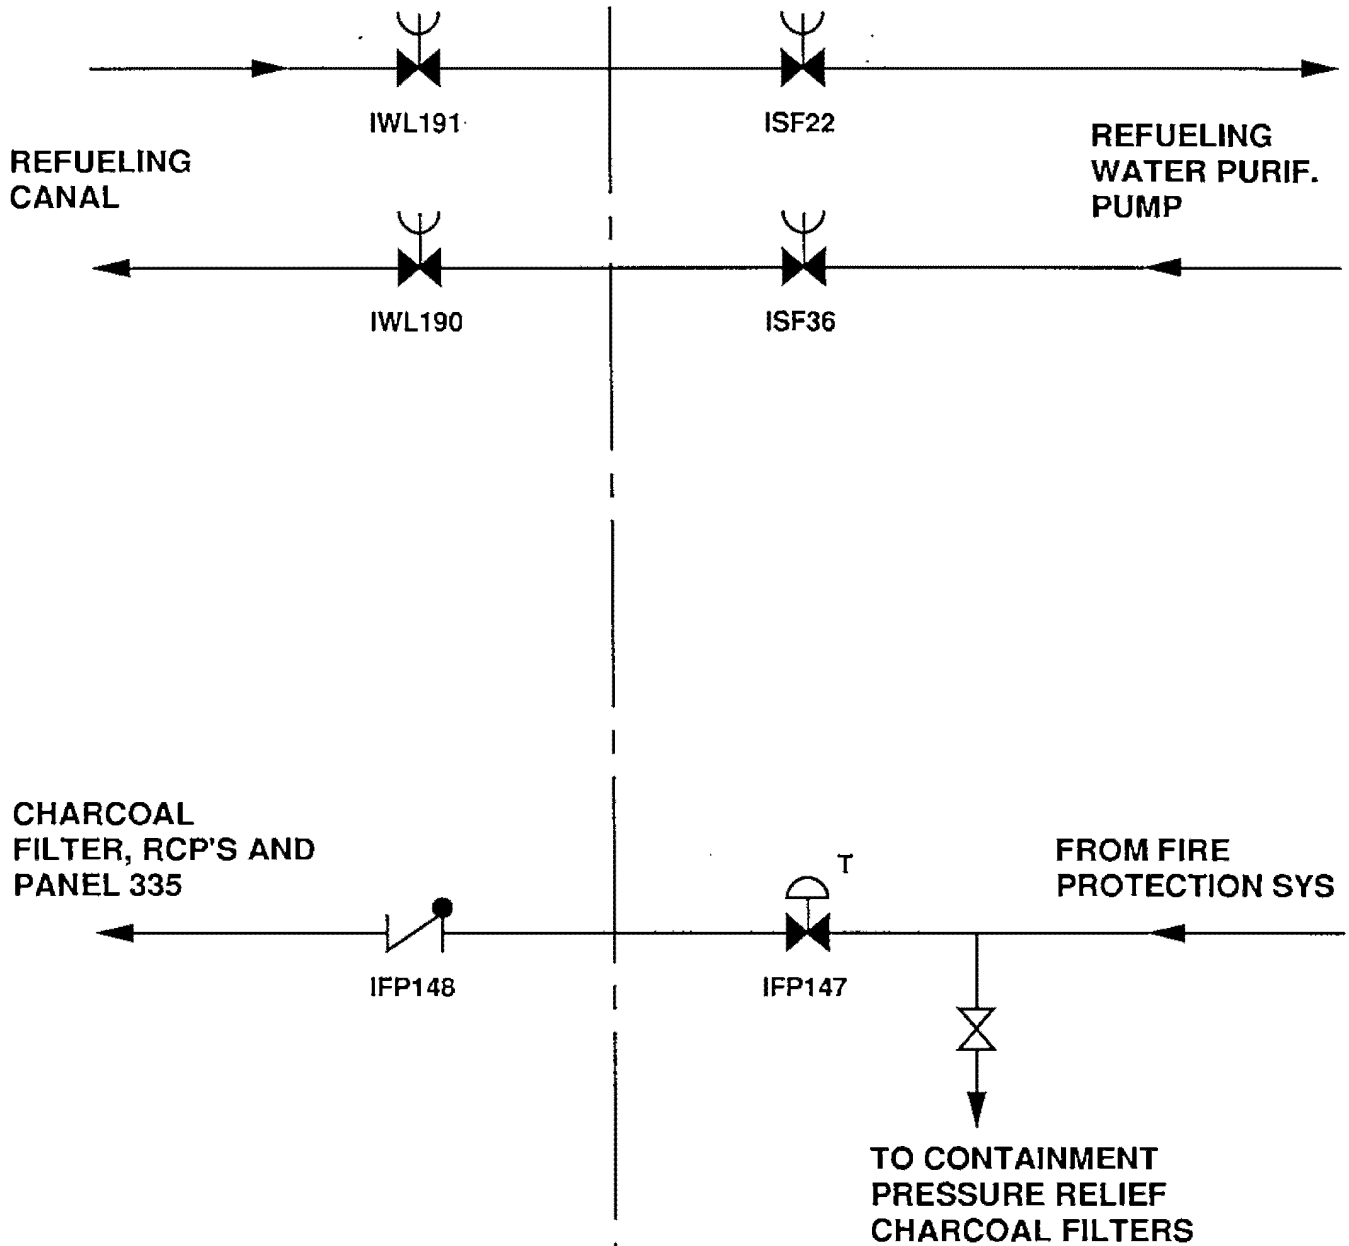 IWL191
ISF22
REFUELING
CANAL
REFUELING
WATER PURIF.
PUMP
IWL190
ISF36
CHARCOAL
FILTER, RCP'S AND
PANEL 335
T
FROM FIRE
PROTECTION SYS
IFP148
IFP147
TO CONTAINMENT
PRESSURE RELIEF
CHARCOAL FILTERS